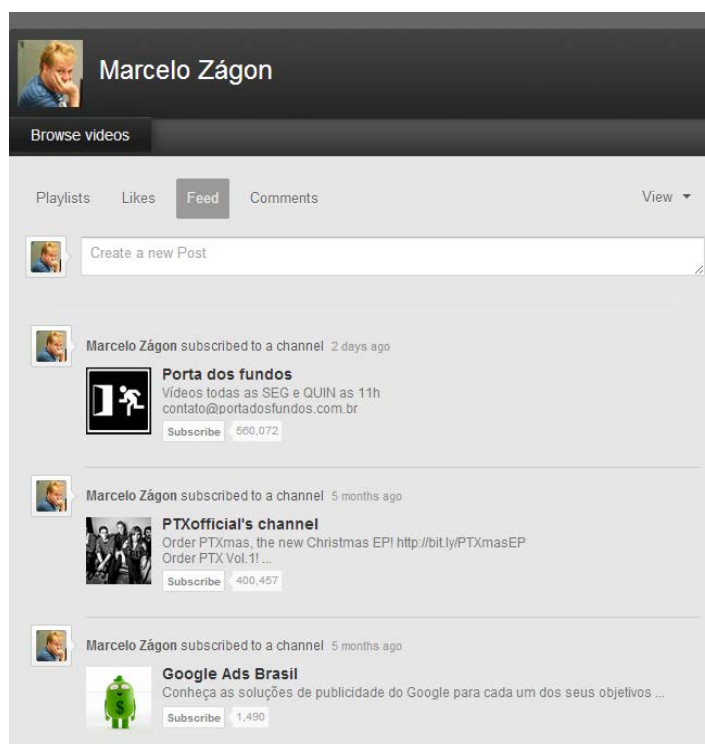 Marcelo Zágon
Browse videos
Playlists Likes Feed Comments View
Create a new Post
Marcelo Zágon subscribed to a channel 2 days ago
Porta dos fundos
Vídeos todas as SEG e QUIN as 11h
contato@portadosfundos.com.br
Subscribe 560,072
Marcelo Zágon subscribed to a channel 5 months ago
PTXofficial's channel
Order PTXmas, the new Christmas EP! http://bit.ly/PTXmasEP
Order PTX Vol.1! ...
Subscribe 400,457
Marcelo Zágon subscribed to a channel 5 months ago
Google Ads Brasil
Conheça as soluções de publicidade do Google para cada um dos seus objetivos ...
$
Subscribe 1,490